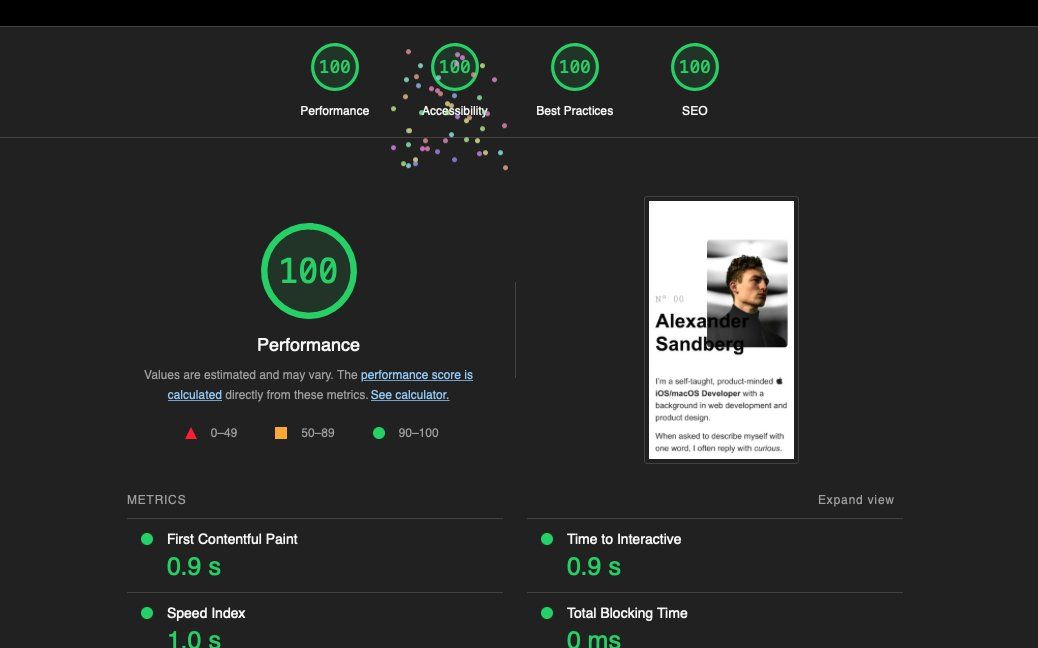 100
100
100
100
Performance
Accessibility
Best Practices
SEO
100
Performance
Values are estimated and may vary. The performance score is
calculated directly from these metrics. See calculator.
0–49
50–89
90–100
N° 00
Alexander
Sandberg
I'm a self-taught, product-minded
iOS/macOS Developer with a
background in web development and
product design.
When asked to describe myself with
one word, I often reply with curious.
METRICS
Expand view
First Contentful Paint
0.9 s
Time to Interactive
0.9 s
Speed Index
1.0 s
Total Blocking Time
0 ms